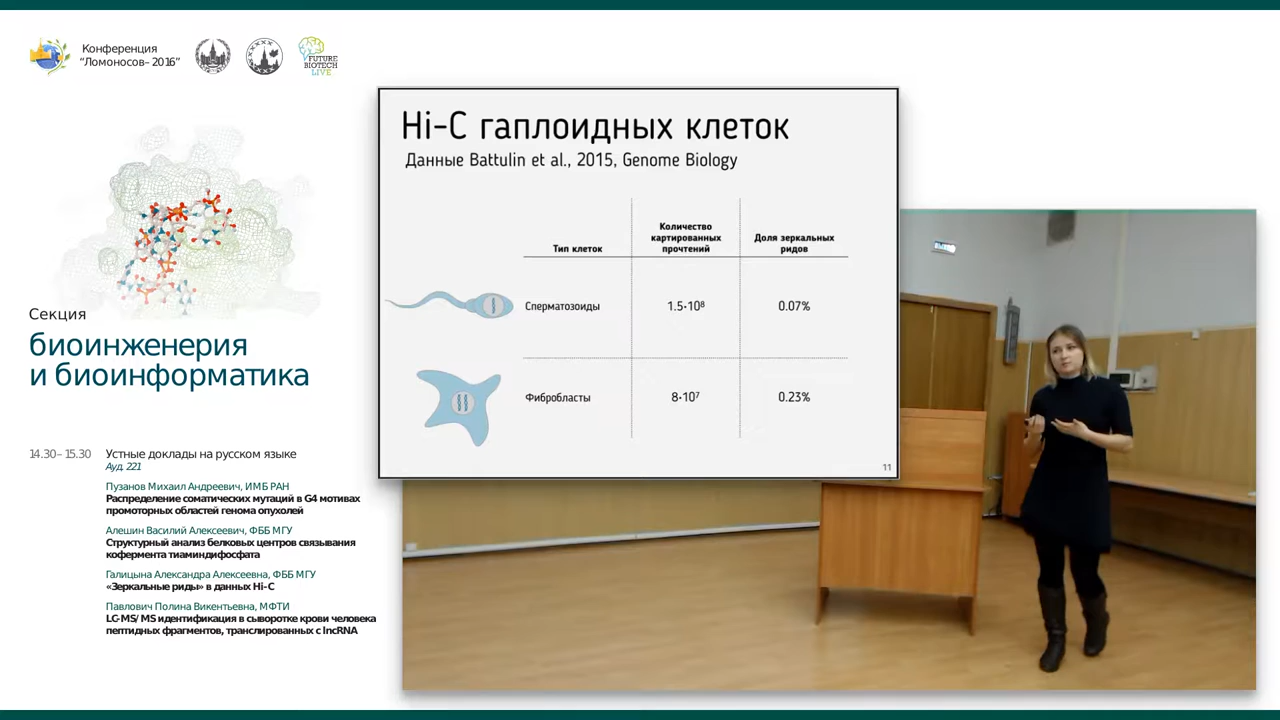 Конференция
“Ломоносов–2016”
FUTURE
BIOTECH
LIVE
Секция
биоинженерия
и биоинформатика
14.30–15.30 Устные доклады на русском языке
Ауд. 221
Пузанов Михаил Андреевич, ИМБ РАН
Распределение соматических мутаций в G4 мотивах
промоторных областей генома опухолей
Алешин Василий Алексеевич, ФББ МГУ
Структурный анализ белковых центров связывания
кофермента тиаминдифосфата
Галицына Александра Алексеевна, ФББ МГУ
«Зеркальные риды» в данных Hi-C
Павлович Полина Викентьевна, МФТИ
LC-MS/MS идентификация в сыворотке крови человека
пептидных фрагментов, транслированных с lncRNA
Hi-C гаплоидных клеток
Данные Battulin et al., 2015, Genome Biology
Тип клеток
Количество
картированных
прочтений
Доля зеркальных
ридов
Сперматозоиды 1.5·10⁸ 0.07%
Фибробласты 8·10⁷ 0.23%
11